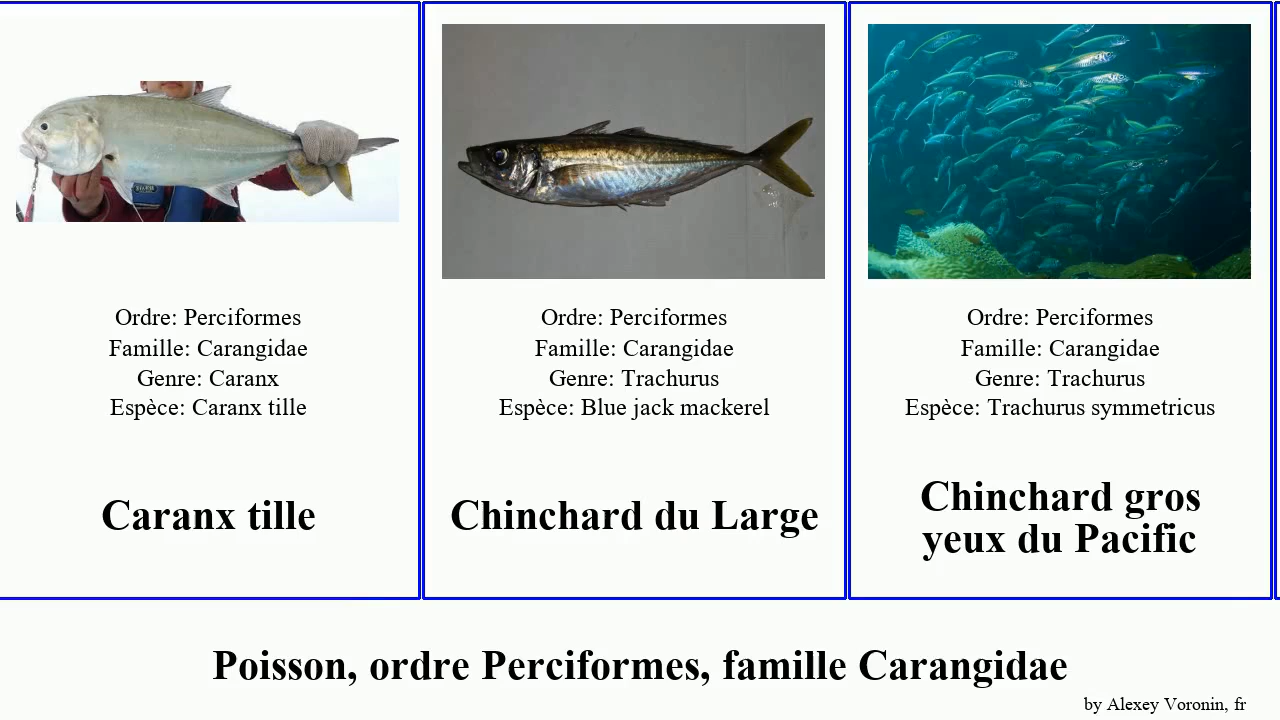 Ordre: Perciformes
Famille: Carangidae
Genre: Caranx
Espèce: Caranx tille
Caranx tille
Ordre: Perciformes
Famille: Carangidae
Genre: Trachurus
Espèce: Blue jack mackerel
Chinchard du Large
Ordre: Perciformes
Famille: Carangidae
Genre: Trachurus
Espèce: Trachurus symmetricus
Chinchard gros
yeux du Pacific
Poisson, ordre Perciformes, famille Carangidae
by Alexey Voronin, fr